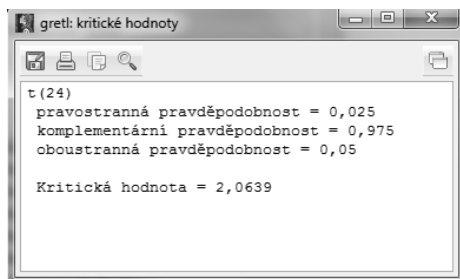 gretl: kritické hodnoty
t(24)
pravostranná pravděpodobnost = 0,025
komplementární pravděpodobnost = 0,975
oboustranná pravděpodobnost = 0,05
Kritická hodnota = 2,0639